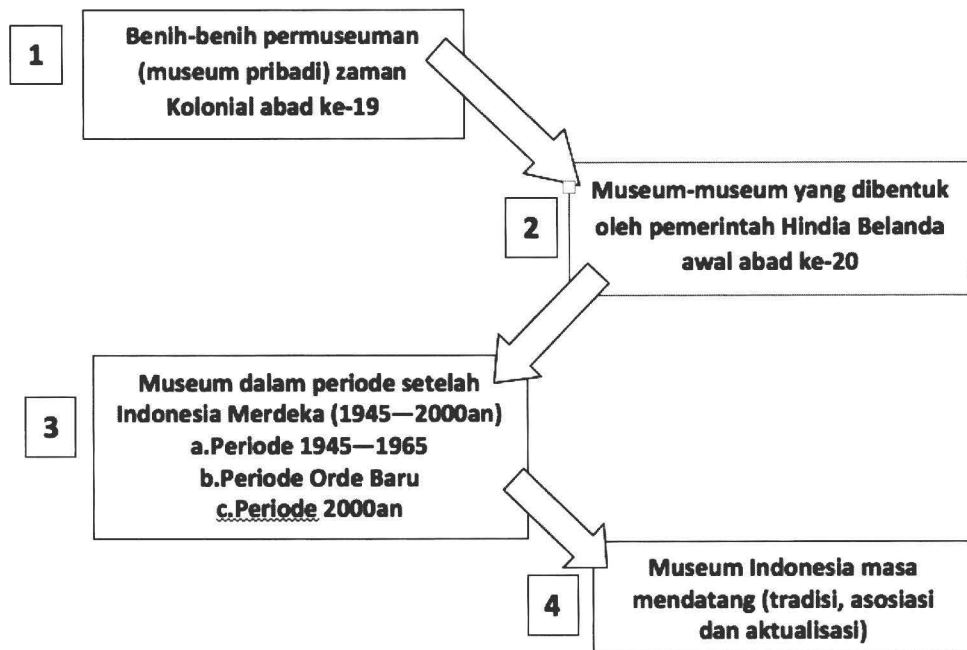 1
Benih-benih permuseuman
(museum pribadi) zaman
Kolonial abad ke-19
2
Museum-museum yang dibentuk
oleh pemerintah Hindia Belanda
awal abad ke-20
3
Museum dalam periode setelah
Indonesia Merdeka (1945—2000an)
a.Periode 1945—1965
b.Periode Orde Baru
c.Periode 2000an
4
Museum Indonesia masa
mendatang (tradisi, asosiasi
dan aktualisasi)